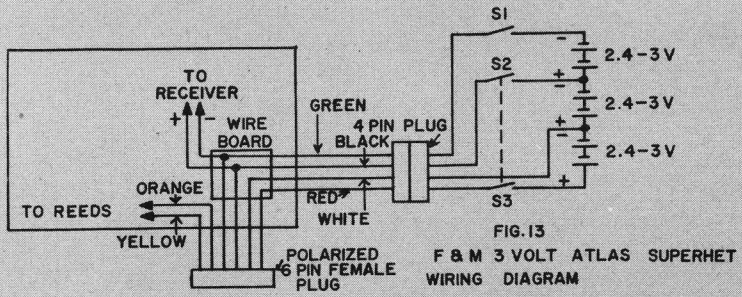 S1
2.4-3V
S2
2.4-3V
2.4-3V
S3
TO
RECEIVER
+ -
WIRE
BOARD
GREEN
4 PIN PLUG
BLACK
RED
WHITE
ORANGE
TO REEDS
YELLOW
POLARIZED
6 PIN FEMALE
PLUG
- + - + - +
FIG. 13
F & M 3 VOLT ATLAS SUPERHET
WIRING DIAGRAM